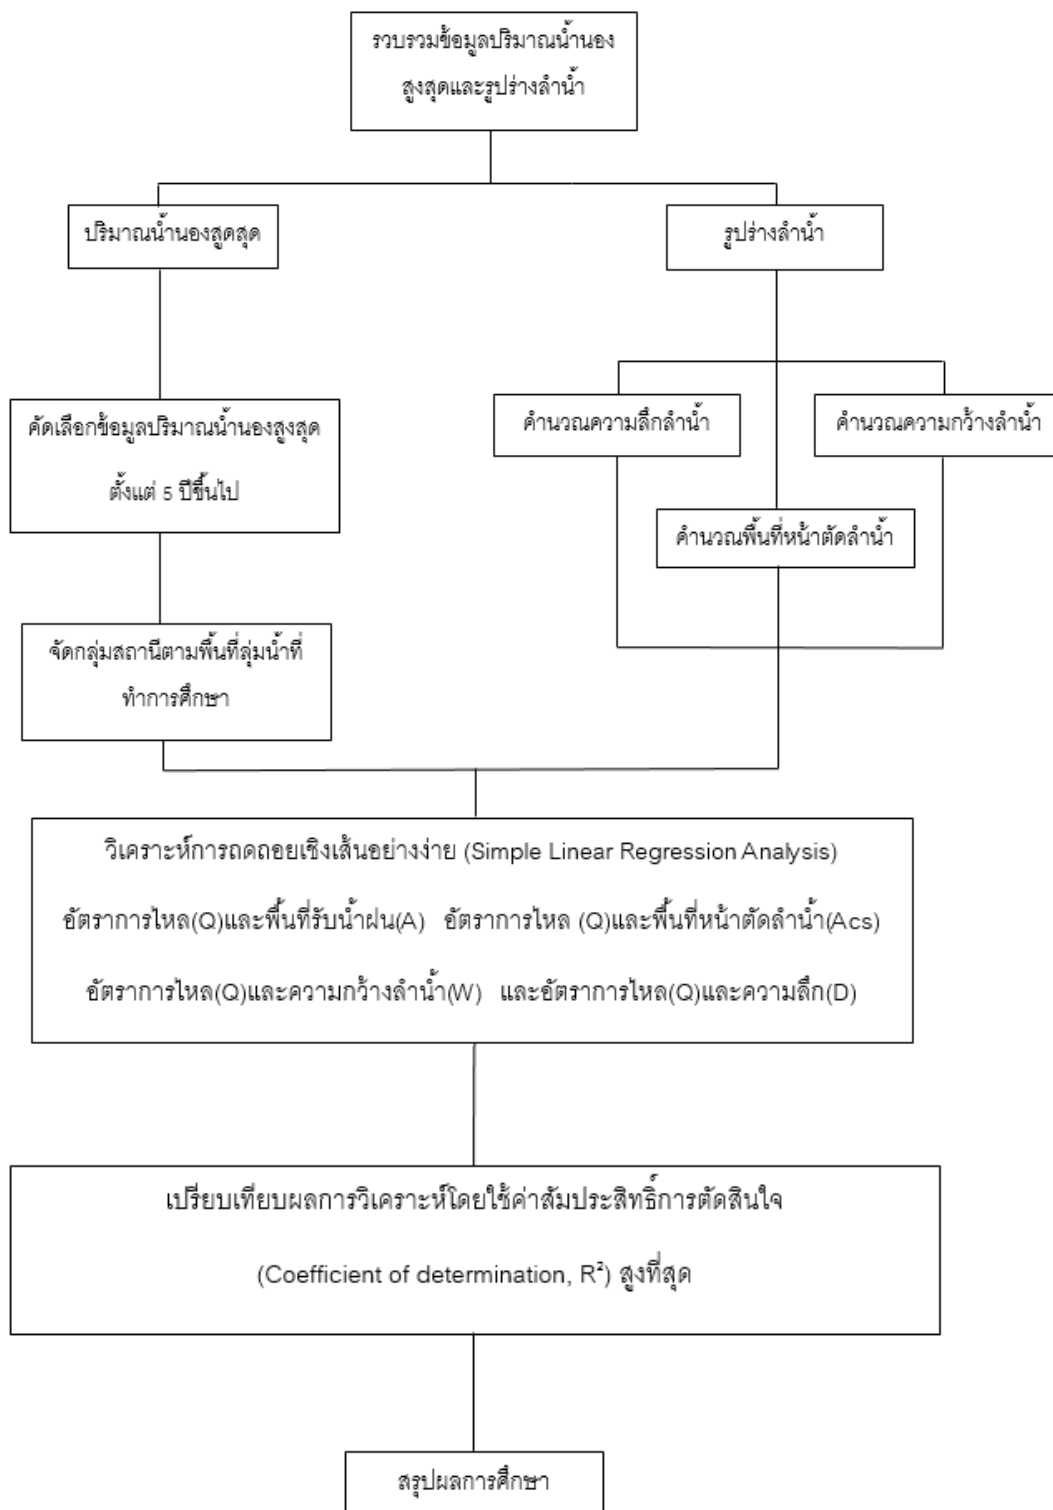 รวบรวมข้อมูลปริมาณน้ำนอง
สูงสุดและรูปร่างลำน้ำ
ปริมาณน้ำนองสูดสุด
รูปร่างลำน้ำ
คัดเลือกข้อมูลปริมาณน้ำนองสูงสุด
ตั้งแต่ 5 ปีขึ้นไป
คำนวณความลึกลำน้ำ
คำนวณความกว้างลำน้ำ
คำนวณพื้นที่หน้าตัดลำน้ำ
จัดกลุ่มสถานีตามพื้นที่ลุ่มน้ำที่
ทำการศึกษา
วิเคราะห์การถดถอยเชิงเส้นอย่างง่าย (Simple Linear Regression Analysis)
อัตราการไหล(Q)และพื้นที่รับน้ำฝน(A) อัตราการไหล (Q)และพื้นที่หน้าตัดลำน้ำ(Acs)
อัตราการไหล(Q)และความกว้างลำน้ำ(W) และอัตราการไหล(Q)และความลึก(D)
เปรียบเทียบผลการวิเคราะห์โดยใช้ค่าสัมประสิทธิ์การตัดสินใจ
(Coefficient of determination, R²) สูงที่สุด
สรุปผลการศึกษา